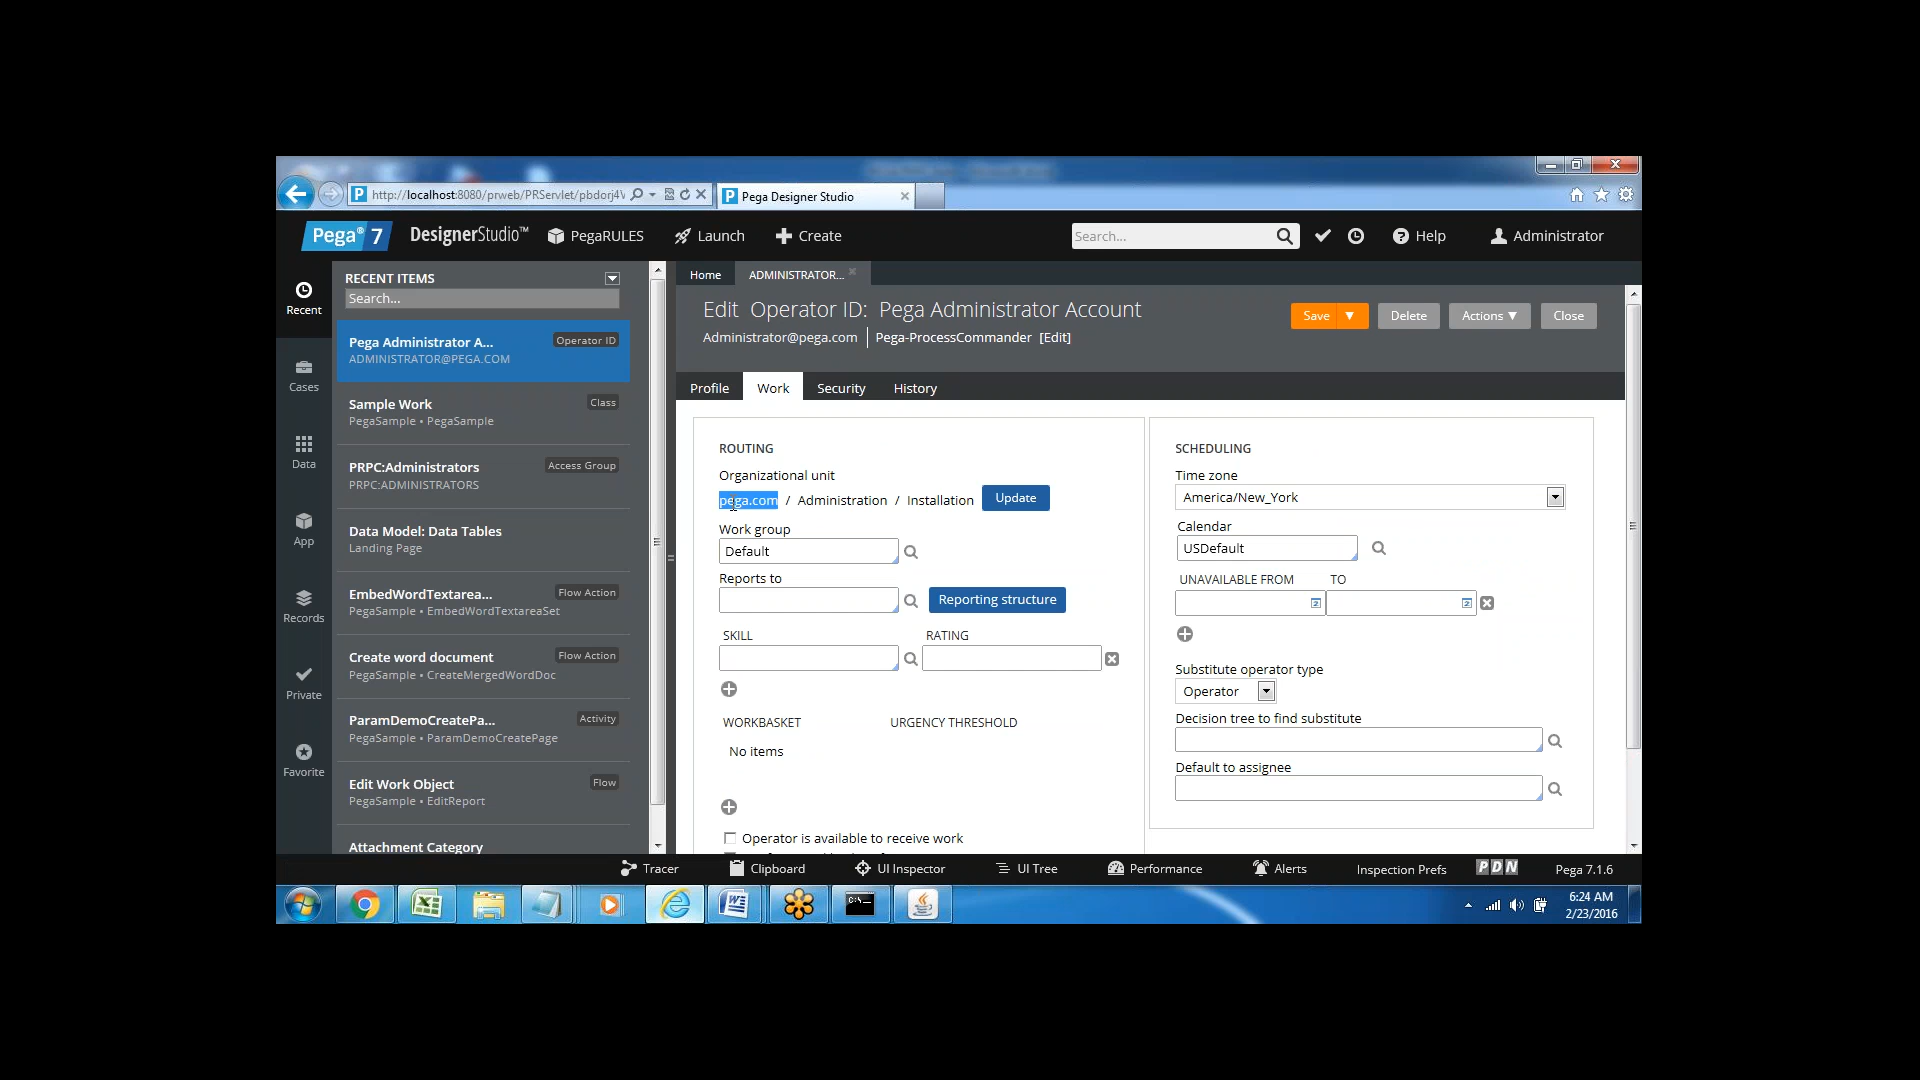 http://localhost:8080/prweb/PRServlet/pbdorj4V
Pega Designer Studio
Pega® 7
DesignerStudio™
PegaRULES
Launch
Create
Search...
Help
Administrator
Recent
Cases
Data
App
Records
Private
Favorite
RECENT ITEMS
Search...
Pega Administrator A... Operator ID
ADMINISTRATOR@PEGA.COM
Sample Work Class
PegaSample • PegaSample
PRPC:Administrators Access Group
PRPC:ADMINISTRATORS
Data Model: Data Tables
Landing Page
EmbedWordTextarea... Flow Action
PegaSample • EmbedWordTextareaSet
Create word document Flow Action
PegaSample • CreateMergedWordDoc
ParamDemoCreatePa... Activity
PegaSample • ParamDemoCreatePage
Edit Work Object Flow
PegaSample • EditReport
Attachment Category
Home ADMINISTRATOR...
Edit Operator ID: Pega Administrator Account
Administrator@pega.com Pega-ProcessCommander [Edit]
Save Delete Actions Close
Profile Work Security History
ROUTING
Organizational unit
pega.com / Administration / Installation Update
Work group
Default
Reports to
Reporting structure
SKILL RATING
WORKBASKET URGENCY THRESHOLD
No items
Operator is available to receive work
SCHEDULING
Time zone
America/New_York
Calendar
USDefault
UNAVAILABLE FROM TO
Substitute operator type
Operator
Decision tree to find substitute
Default to assignee
Tracer Clipboard UI Inspector UI Tree Performance Alerts Inspection Prefs PDN Pega 7.1.6
6:24 AM
2/23/2016